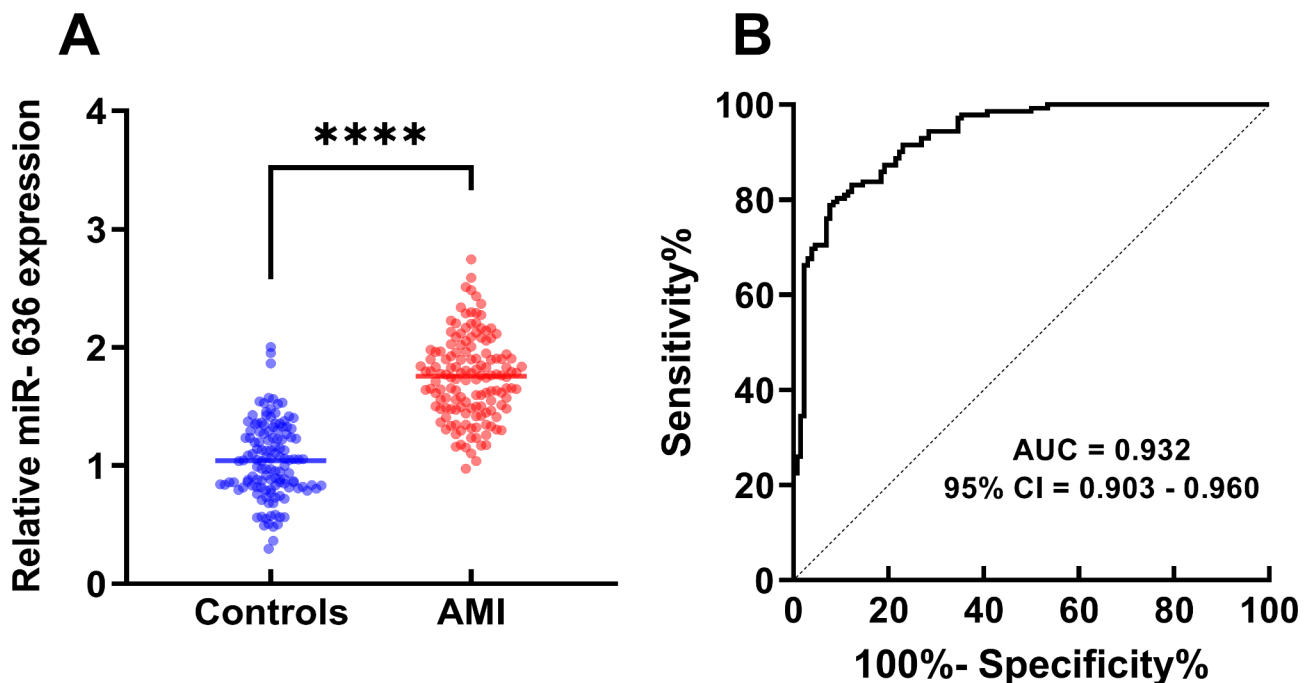 A
Relative miR- 636 expression
4
3
2
1
0
****
Controls AMI
B
Sensitivity%
100
80
60
40
20
0
AUC = 0.932
95% CI = 0.903 - 0.960
0 20 40 60 80 100
100%- Specificity%